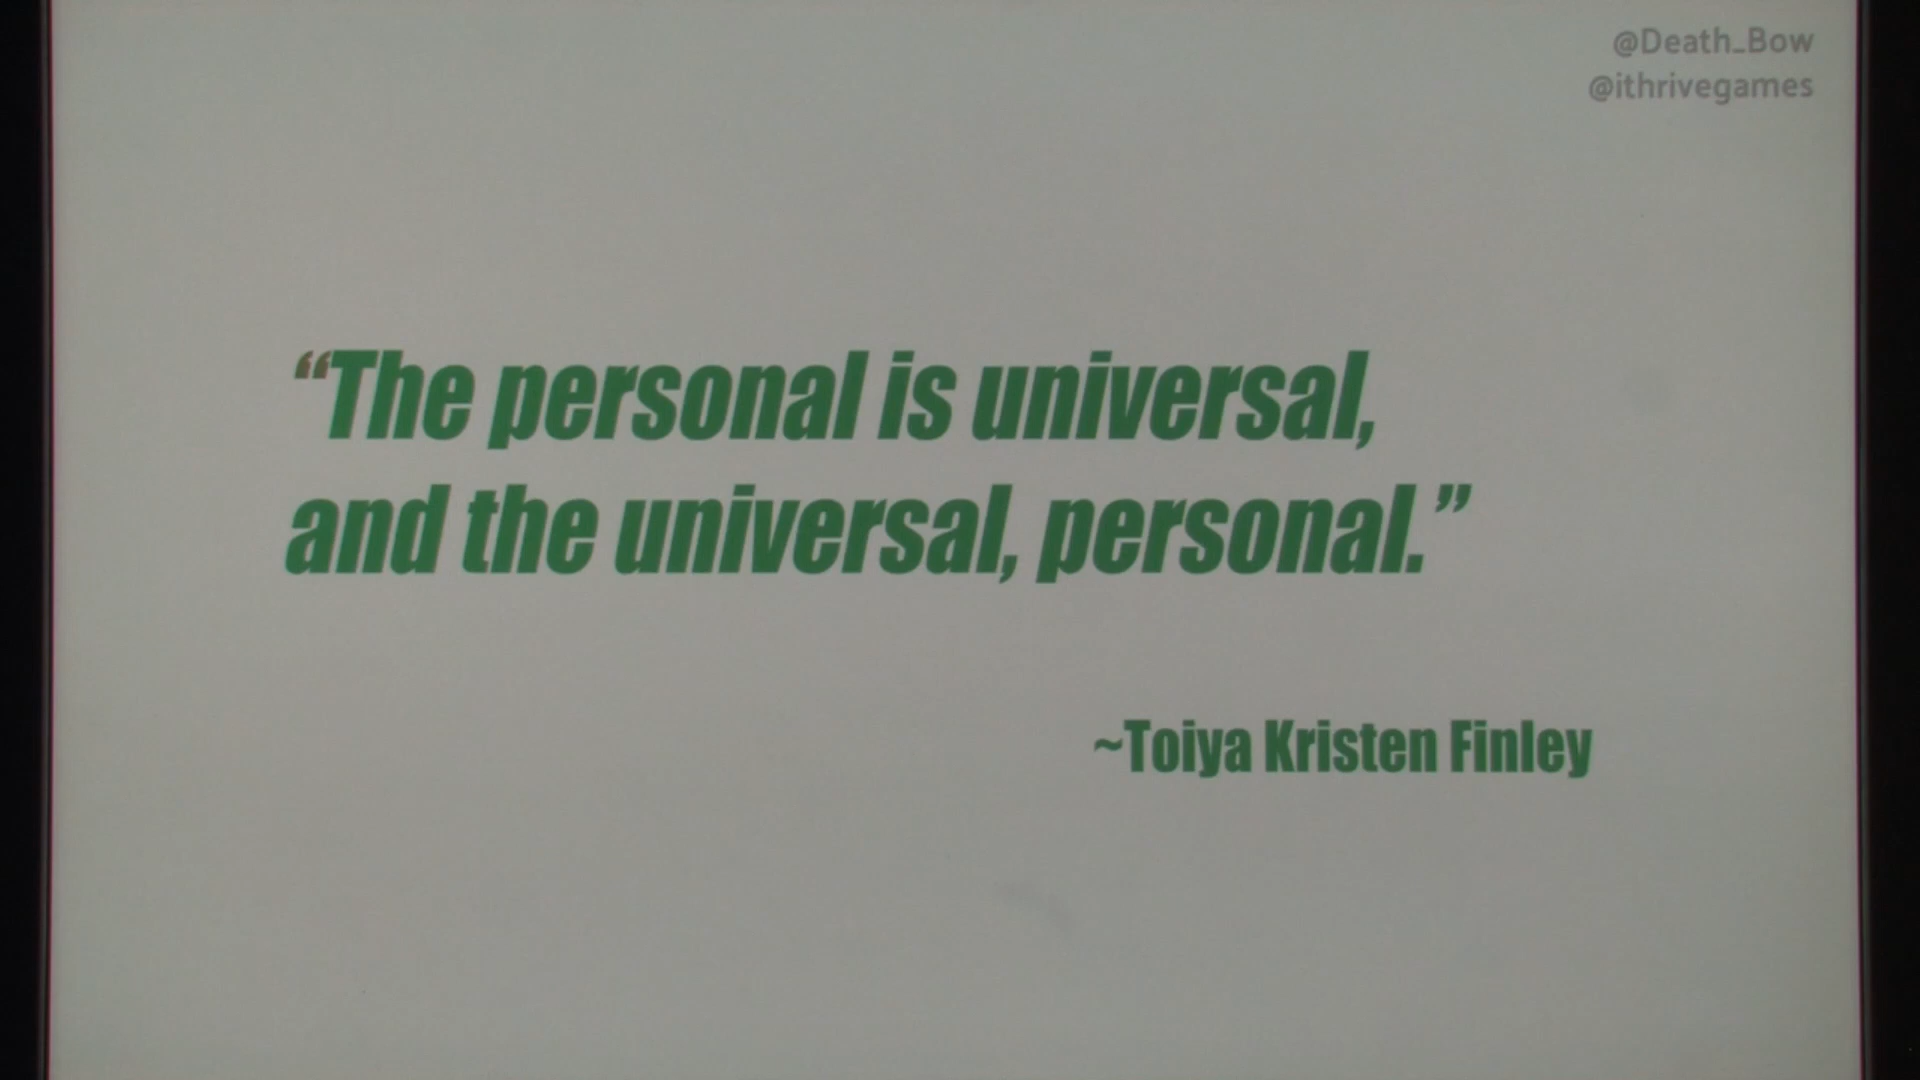 @Death_Bow
@ithrivegames
“The personal is universal,
and the universal, personal.”
~Toiya Kristen Finley